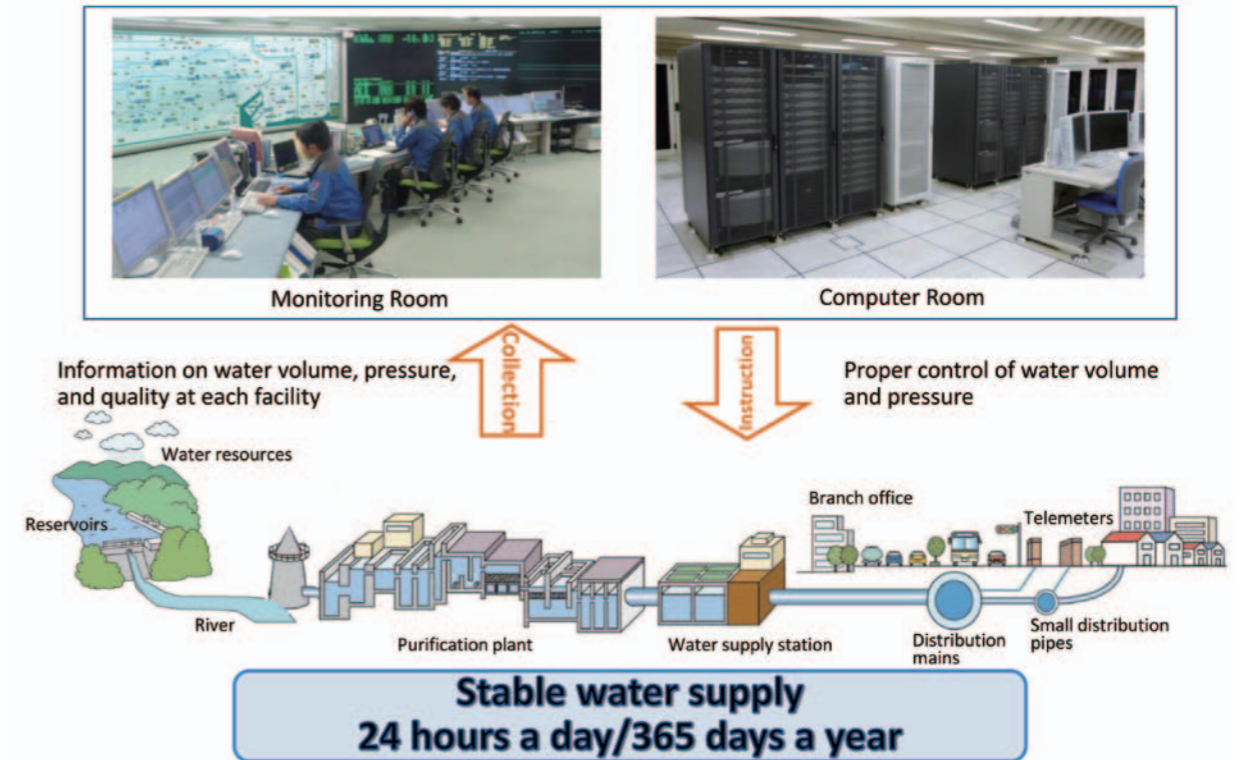 Monitoring Room
Computer Room
Collection
Instruction
Information on water volume, pressure,
and quality at each facility
Proper control of water volume
and pressure
Water resources
Reservoirs
River
Purification plant
Water supply station
Branch office
Telemeters
Distribution
mains
Small distribution
pipes
Stable water supply
24 hours a day/365 days a year